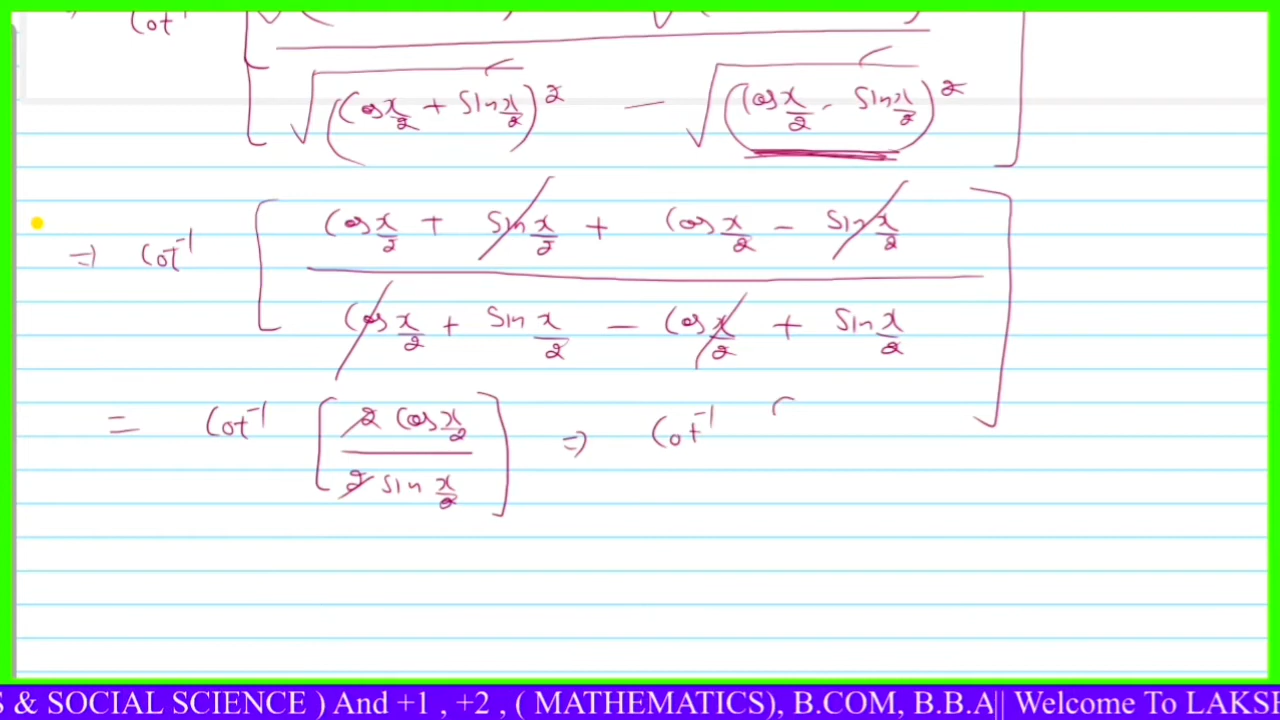 Cot⁻¹
√(Cos x/2 + Sin x/2)² − √(Cos x/2 - Sin x/2)²
⇒ Cot⁻¹ [ Cos x/2 + Sin x/2 + Cos x/2 − Sin x/2
Cos x/2 + Sin x/2 − Cos x/2 + Sin x/2 ]
= Cot⁻¹ [ 2 Cos x/2 / 2 Sin x/2 ] ⇒ Cot⁻¹
S & SOCIAL SCIENCE ) And +1 , +2 , ( MATHEMATICS), B.COM, B.B.A|| Welcome To LAKSH